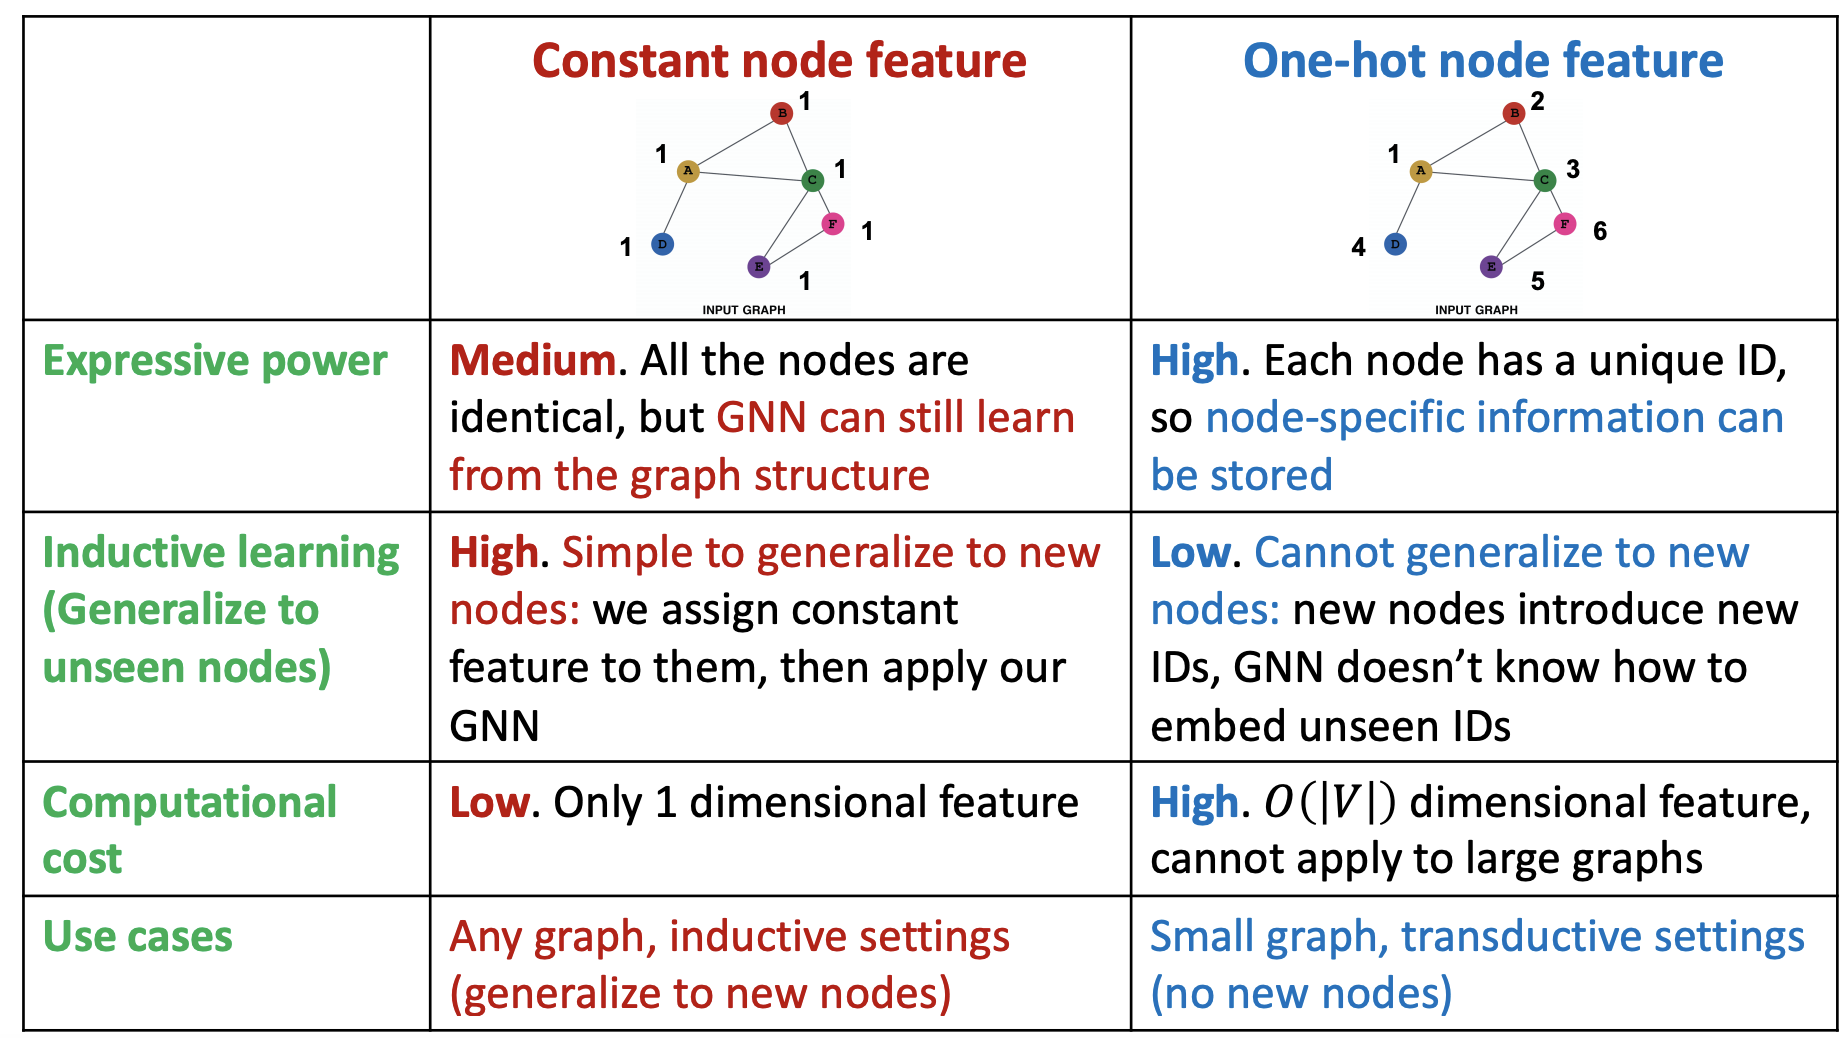 Constant node feature
B 1
1 A
C 1
F 1
1 D
E 1
INPUT GRAPH
One-hot node feature
B 2
1 A
C 3
F 6
4 D
E 5
INPUT GRAPH
Expressive power
Medium. All the nodes are
identical, but GNN can still learn
from the graph structure
High. Each node has a unique ID,
so node-specific information can
be stored
Inductive learning
(Generalize to
unseen nodes)
High. Simple to generalize to new
nodes: we assign constant
feature to them, then apply our
GNN
Low. Cannot generalize to new
nodes: new nodes introduce new
IDs, GNN doesn’t know how to
embed unseen IDs
Computational
cost
Low. Only 1 dimensional feature
High. O(|V|) dimensional feature,
cannot apply to large graphs
Use cases
Any graph, inductive settings
(generalize to new nodes)
Small graph, transductive settings
(no new nodes)